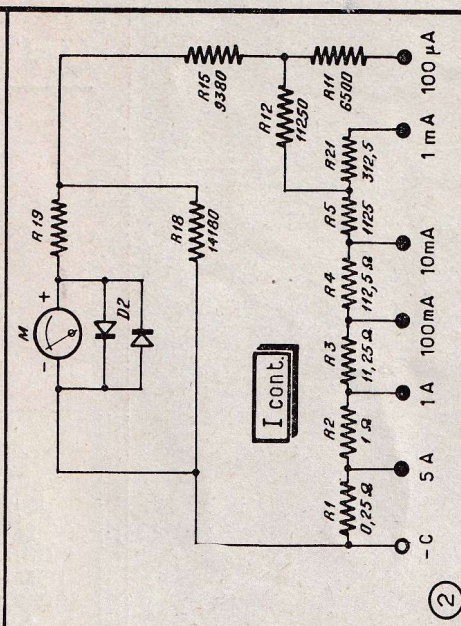 R15
9380
R11
6500
100 µA
R12
11250
R21
312,5
1 mA
R19
R18
14180
R5
1125
10mA
M
+
-
D2
R4
112,5 Ω
100mA
I cont.
R3
11,25 Ω
1 A
R2
1 Ω
5 A
R1
0,25 Ω
- C
2